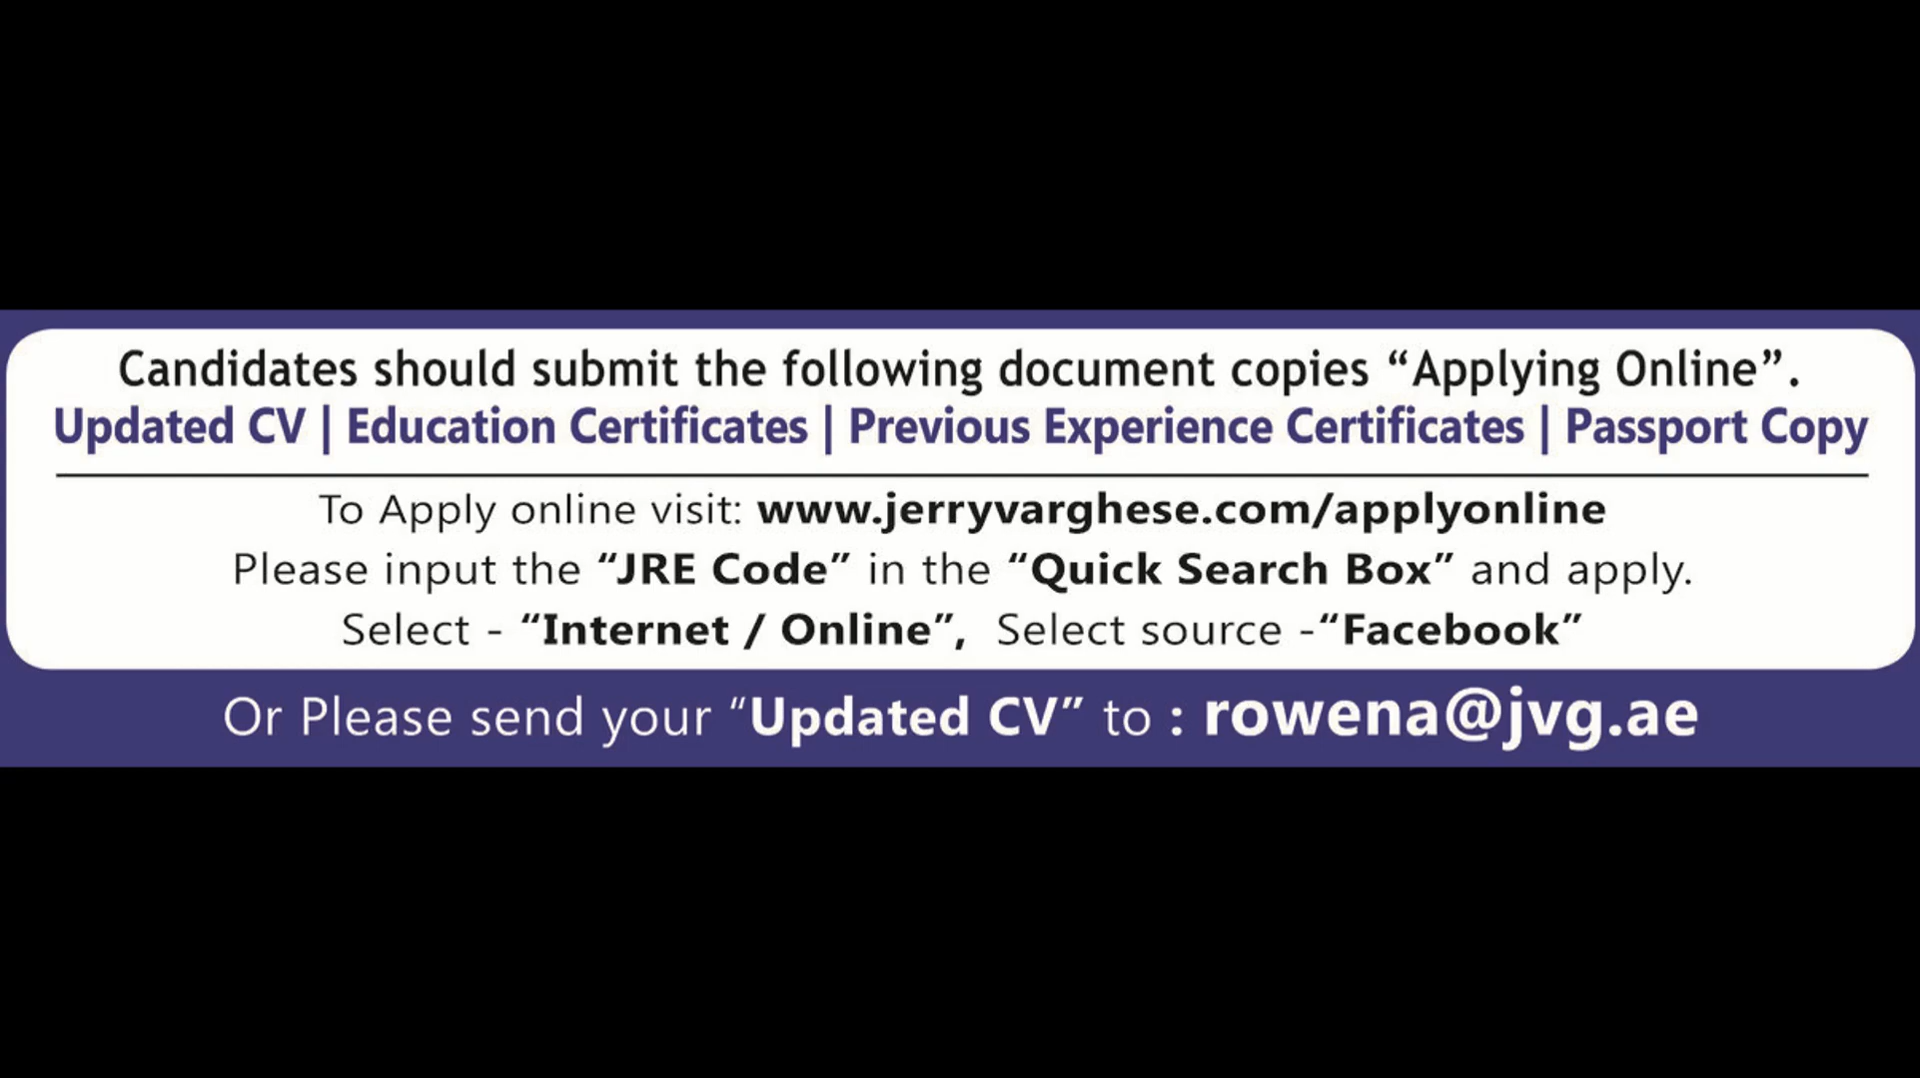 Candidates should submit the following document copies “Applying Online”.
Updated CV | Education Certificates | Previous Experience Certificates | Passport Copy
To Apply online visit: www.jerryvarghese.com/applyonline
Please input the “JRE Code” in the “Quick Search Box” and apply.
Select - “Internet / Online”, Select source -“Facebook”
Or Please send your “Updated CV” to : rowena@jvg.ae